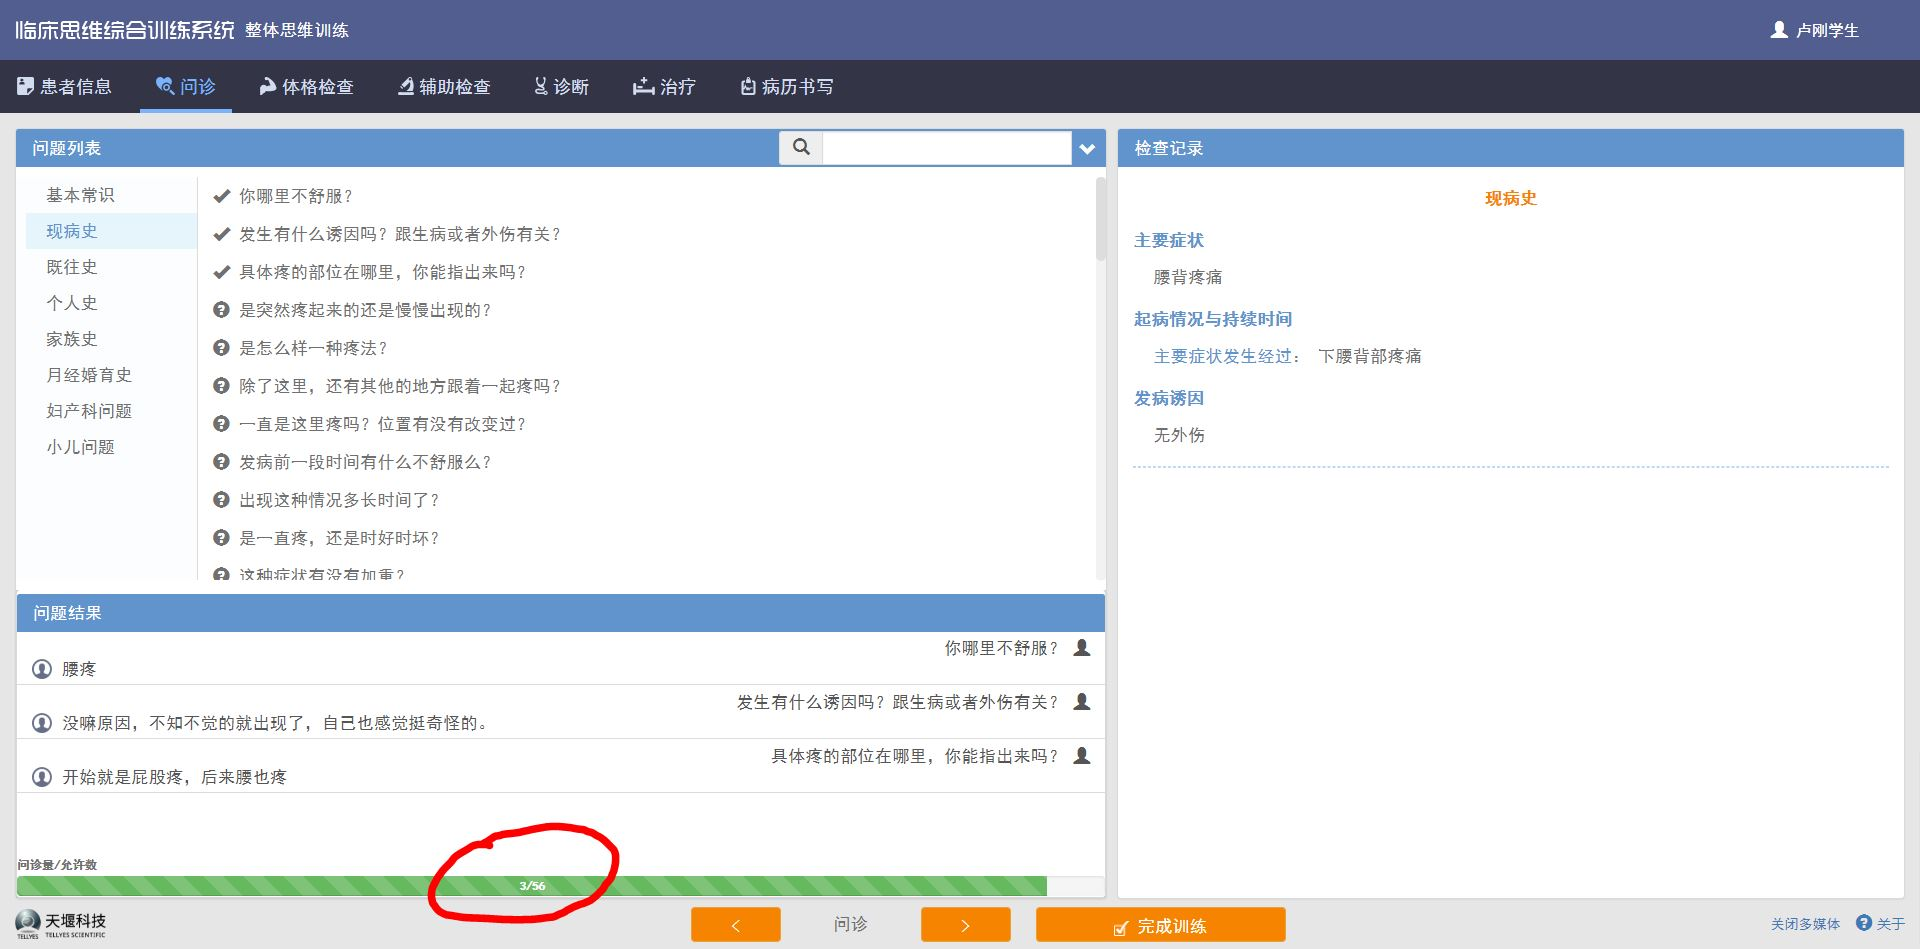 临床思维综合训练系统 整体思维训练
卢刚学生
患者信息 问诊 体格检查 辅助检查 诊断 治疗 病历书写
问题列表
基本常识
现病史
既往史
个人史
家族史
月经婚育史
妇产科问题
小儿问题
你哪里不舒服？
发生有什么诱因吗？跟生病或者外伤有关？
具体疼的部位在哪里，你能指出来吗？
是突然疼起来的还是慢慢出现的？
是怎么样一种疼法？
除了这里，还有其他的地方跟着一起疼吗？
一直是这里疼吗？位置有没有改变过？
发病前一段时间有什么不舒服么？
出现这种情况多长时间了？
是一直疼，还是时好时坏？
这种症状有没有加重？
问题结果
你哪里不舒服？
腰疼
发生有什么诱因吗？跟生病或者外伤有关？
没嘛原因，不知不觉的就出现了，自己也感觉挺奇怪的。
具体疼的部位在哪里，你能指出来吗？
开始就是屁股疼，后来腰也疼
问诊量/允许数
3/56
检查记录
现病史
主要症状
腰背疼痛
起病情况与持续时间
主要症状发生经过： 下腰背部疼痛
发病诱因
无外伤
天堰科技
TELLYES TELLYES SCIENTIFIC
< 问诊 > 完成训练
关闭多媒体 关于